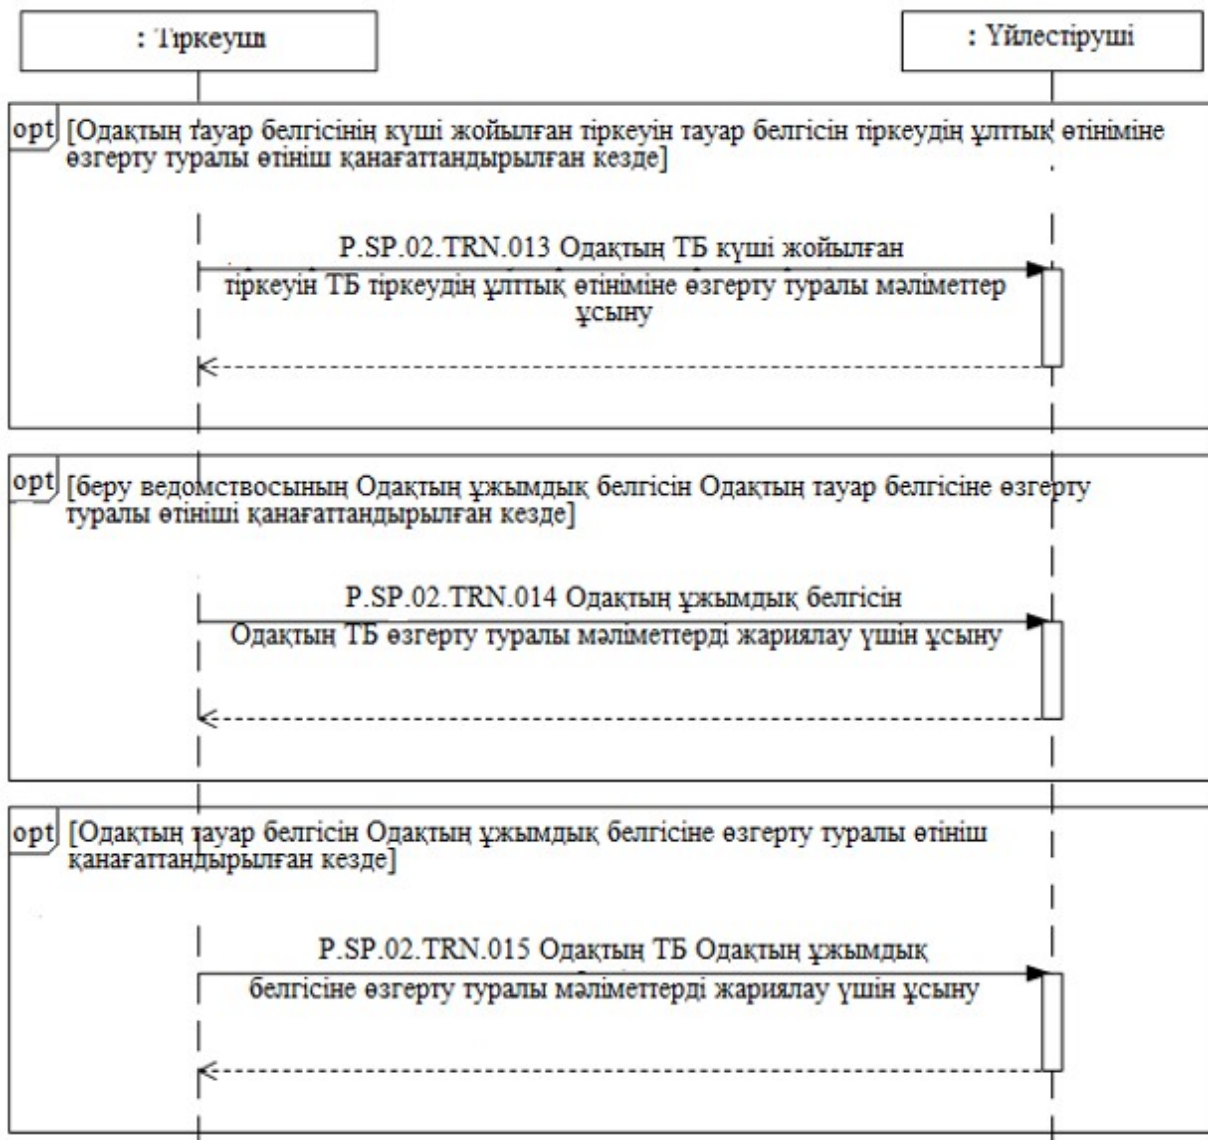 : Тіркеуші
: Үйлестіруші
opt [Одақтың тауар белгісінің күші жойылған тіркеуін тауар белгісін тіркеудің ұлттық өтініміне
өзгерту туралы өтініш қанағаттандырылған кезде]
P.SP.02.TRN.013 Одақтың ТБ күші жойылған
тіркеуін ТБ тіркеудің ұлттық өтініміне өзгерту туралы мәліметтер
ұсыну
opt [беру ведомствосының Одақтың ұжымдық белгісін Одақтың тауар белгісіне өзгерту
туралы өтініші қанағаттандырылған кезде]
P.SP.02.TRN.014 Одақтың ұжымдық белгісін
Одақтың ТБ өзгерту туралы мәліметтерді жариялау үшін ұсыну
opt [Одақтың тауар белгісін Одақтың ұжымдық белгісіне өзгерту туралы өтініш
қанағаттандырылған кезде]
P.SP.02.TRN.015 Одақтың ТБ Одақтың ұжымдық
белгісіне өзгерту туралы мәліметтерді жариялау үшін ұсыну